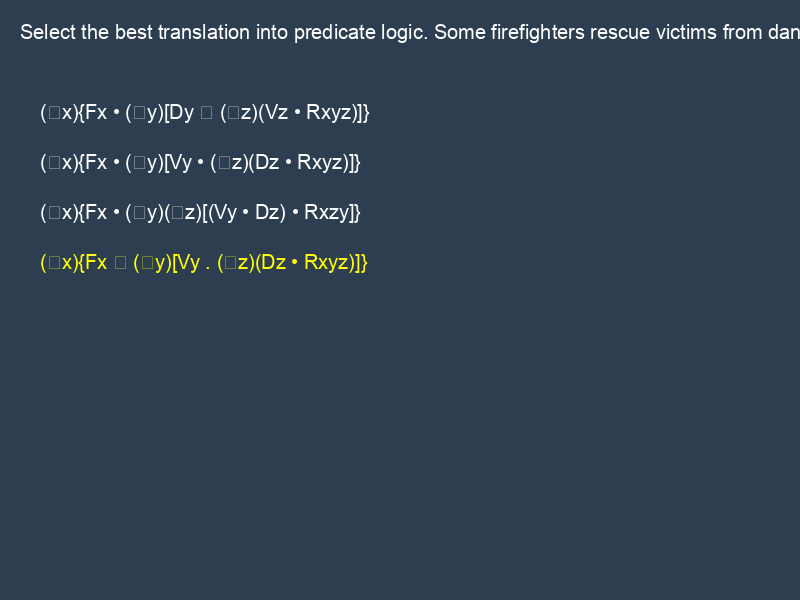 Select the best translation into predicate logic. Some firefighters rescue victims from dan
(□x){Fx • (□y)[Dy □ (□z)(Vz • Rxyz)]}
(□x){Fx • (□y)[Vy • (□z)(Dz • Rxyz)]}
(□x){Fx • (□y)(□z)[(Vy • Dz) • Rxzy]}
(□x){Fx □ (□y)[Vy . (□z)(Dz • Rxyz)]}